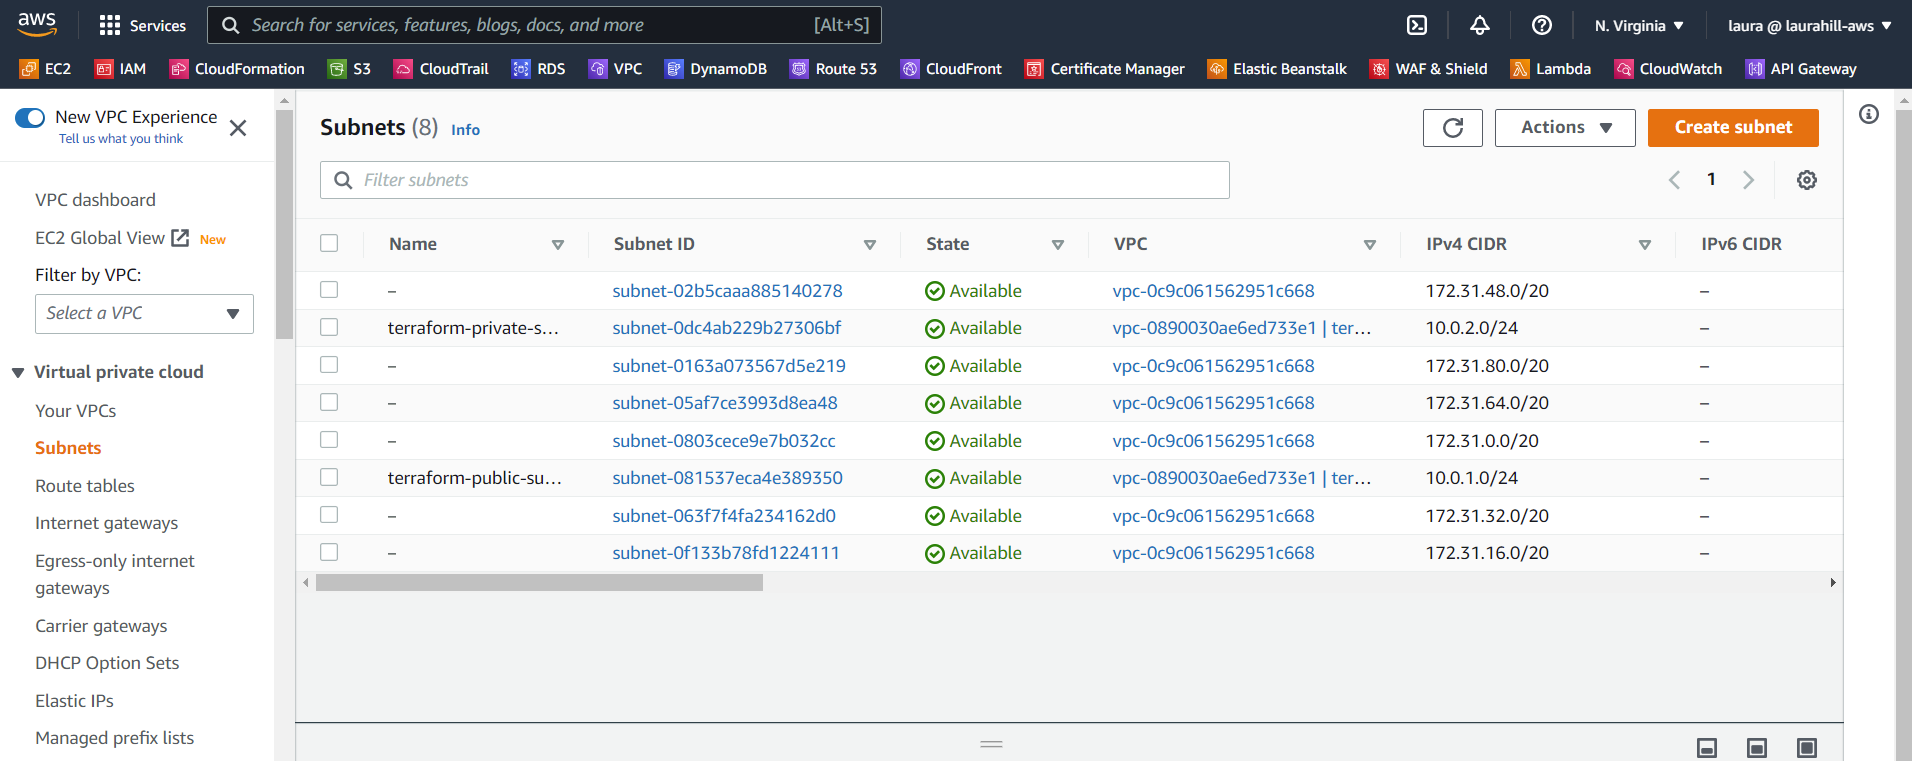 aws
Services
Search for services, features, blogs, docs, and more [Alt+S]
N. Virginia
laura @ laurahill-aws
EC2 IAM CloudFormation S3 CloudTrail RDS VPC DynamoDB Route 53 CloudFront Certificate Manager Elastic Beanstalk WAF & Shield Lambda CloudWatch API Gateway
New VPC Experience
Tell us what you think
VPC dashboard
EC2 Global View New
Filter by VPC:
Select a VPC
Virtual private cloud
Your VPCs
Subnets
Route tables
Internet gateways
Egress-only internet
gateways
Carrier gateways
DHCP Option Sets
Elastic IPs
Managed prefix lists
Subnets (8) Info
Actions
Create subnet
Filter subnets
1
Name Subnet ID State VPC IPv4 CIDR IPv6 CIDR
– subnet-02b5caaa885140278 Available vpc-0c9c061562951c668 172.31.48.0/20 –
terraform-private-s... subnet-0dc4ab229b27306bf Available vpc-0890030ae6ed733e1 | ter... 10.0.2.0/24 –
– subnet-0163a073567d5e219 Available vpc-0c9c061562951c668 172.31.80.0/20 –
– subnet-05af7ce3993d8ea48 Available vpc-0c9c061562951c668 172.31.64.0/20 –
– subnet-0803cece9e7b032cc Available vpc-0c9c061562951c668 172.31.0.0/20 –
terraform-public-su... subnet-081537eca4e389350 Available vpc-0890030ae6ed733e1 | ter... 10.0.1.0/24 –
– subnet-063f7f4fa234162d0 Available vpc-0c9c061562951c668 172.31.32.0/20 –
– subnet-0f133b78fd1224111 Available vpc-0c9c061562951c668 172.31.16.0/20 –